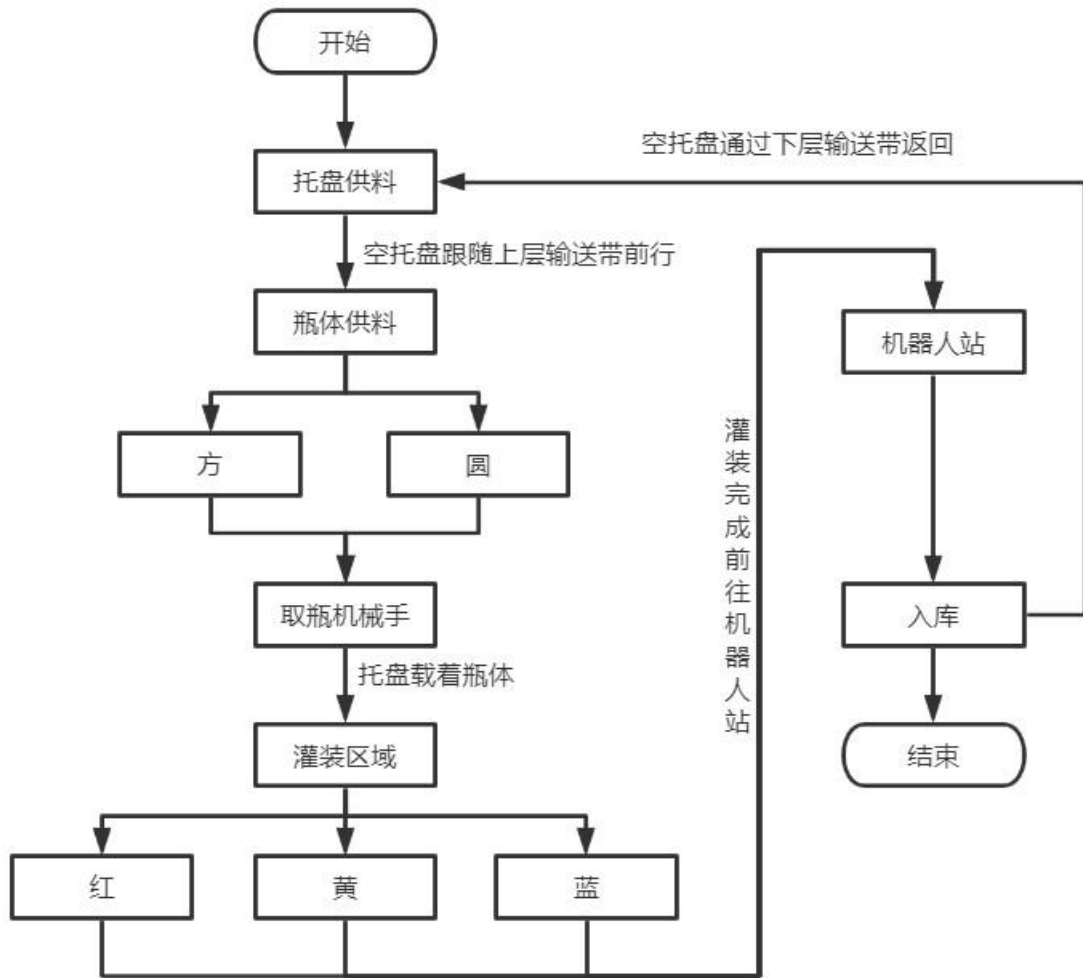 开始
托盘供料
空托盘跟随上层输送带前行
瓶体供料
方
圆
取瓶机械手
托盘载着瓶体
灌装区域
红
黄
蓝
灌装完成前往机器人站
机器人站
入库
空托盘通过下层输送带返回
结束